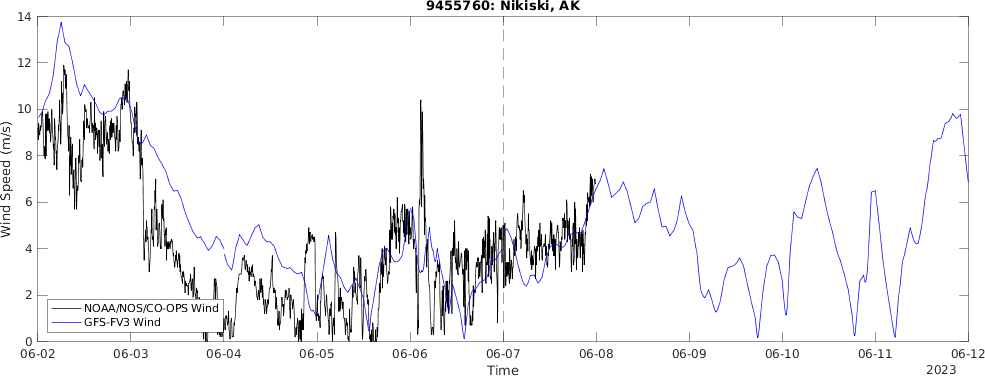 9455760: Nikiski, AK
Wind Speed (m/s)
14
12
10
8
6
4
2
0
NOAA/NOS/CO-OPS Wind
GFS-FV3 Wind
06-02 06-03 06-04 06-05 06-06 06-07 06-08 06-09 06-10 06-11 06-12
Time
2023